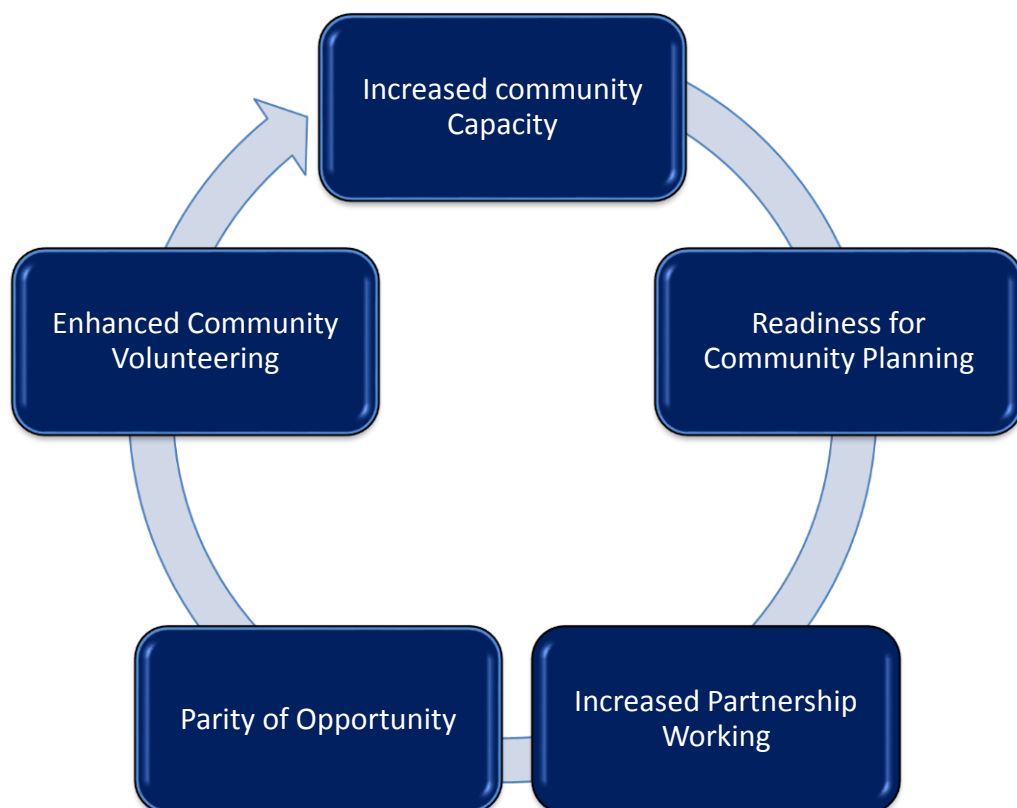 Increased community
Capacity
Readiness for
Community Planning
Increased Partnership
Working
Parity of Opportunity
Enhanced Community
Volunteering